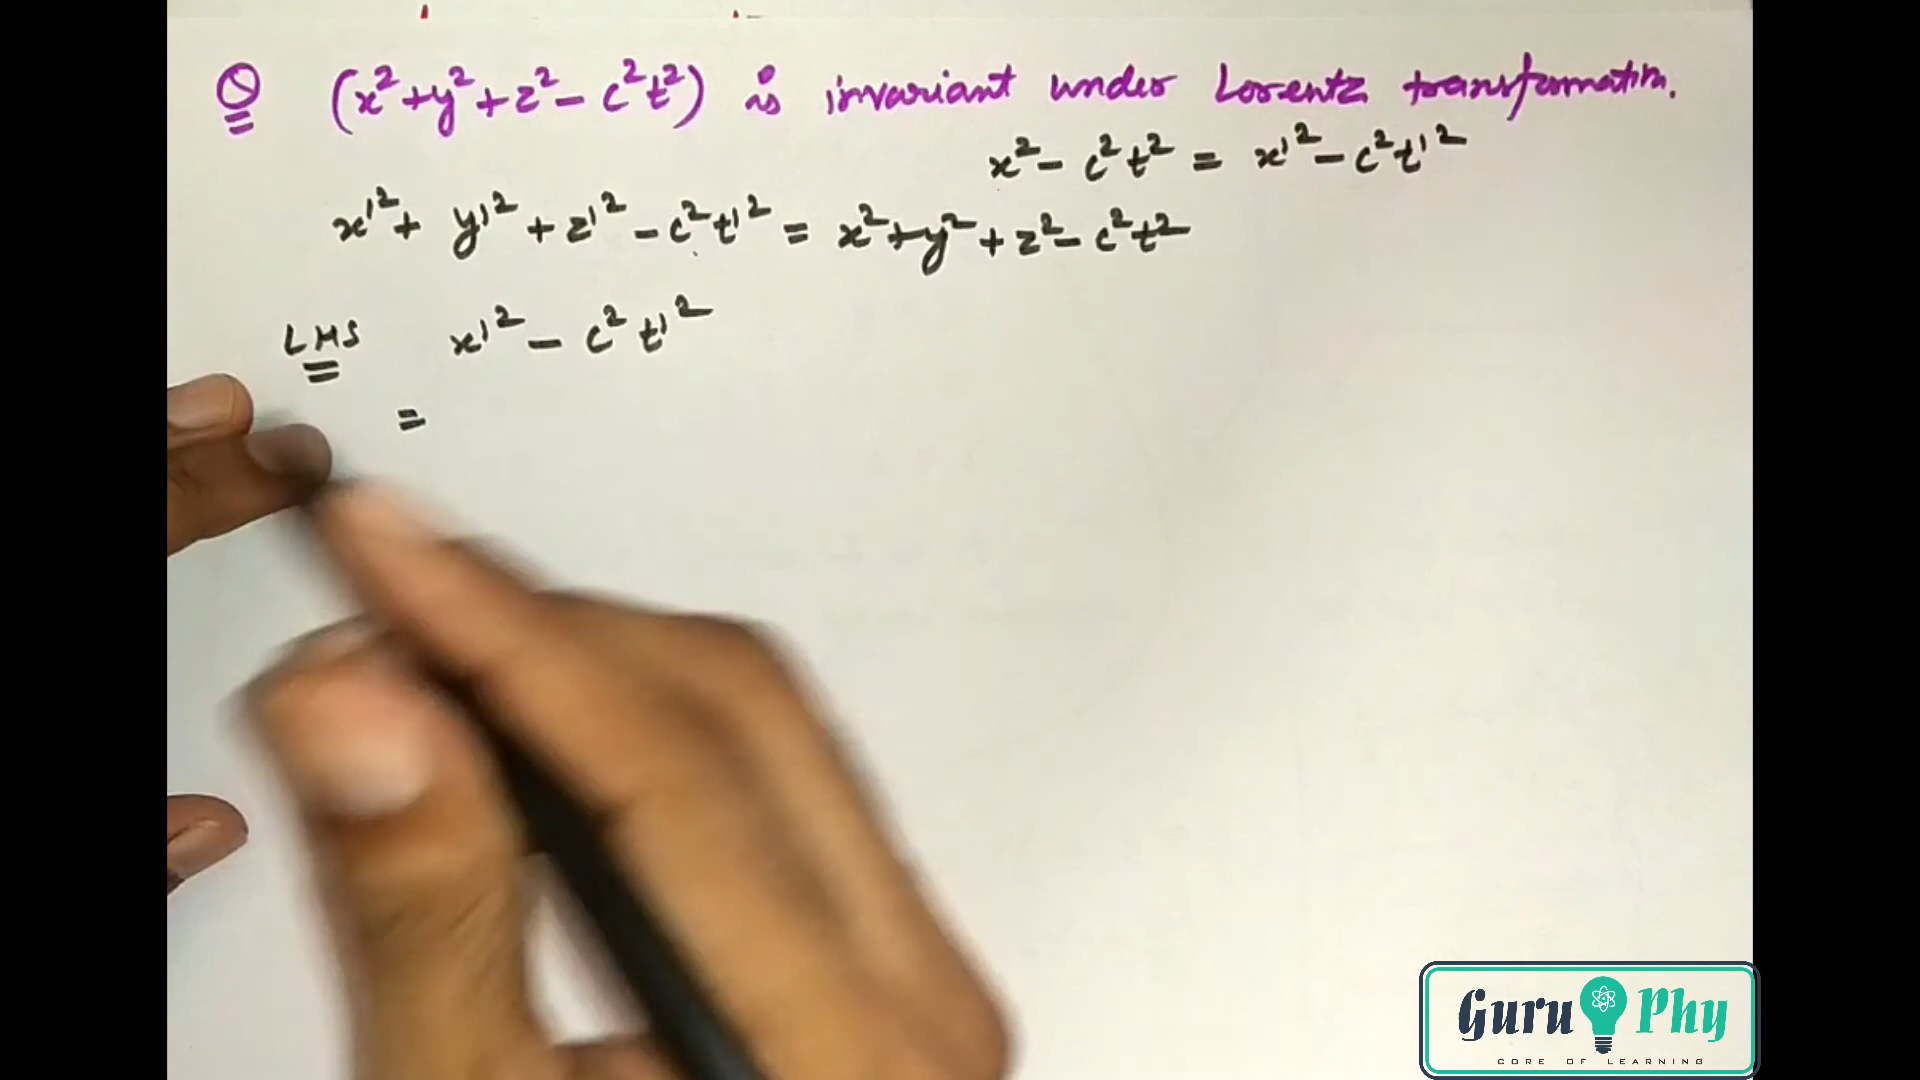 Q (x²+y²+z²-c²t²) is invariant under Lorentz transformation.
x²-c²t² = x'²-c²t'²
x'²+y'²+z'²-c²t'² = x²+y²+z²-c²t²
LHS x'²-c²t'²
=
Guru Phy
CORE OF LEARNING